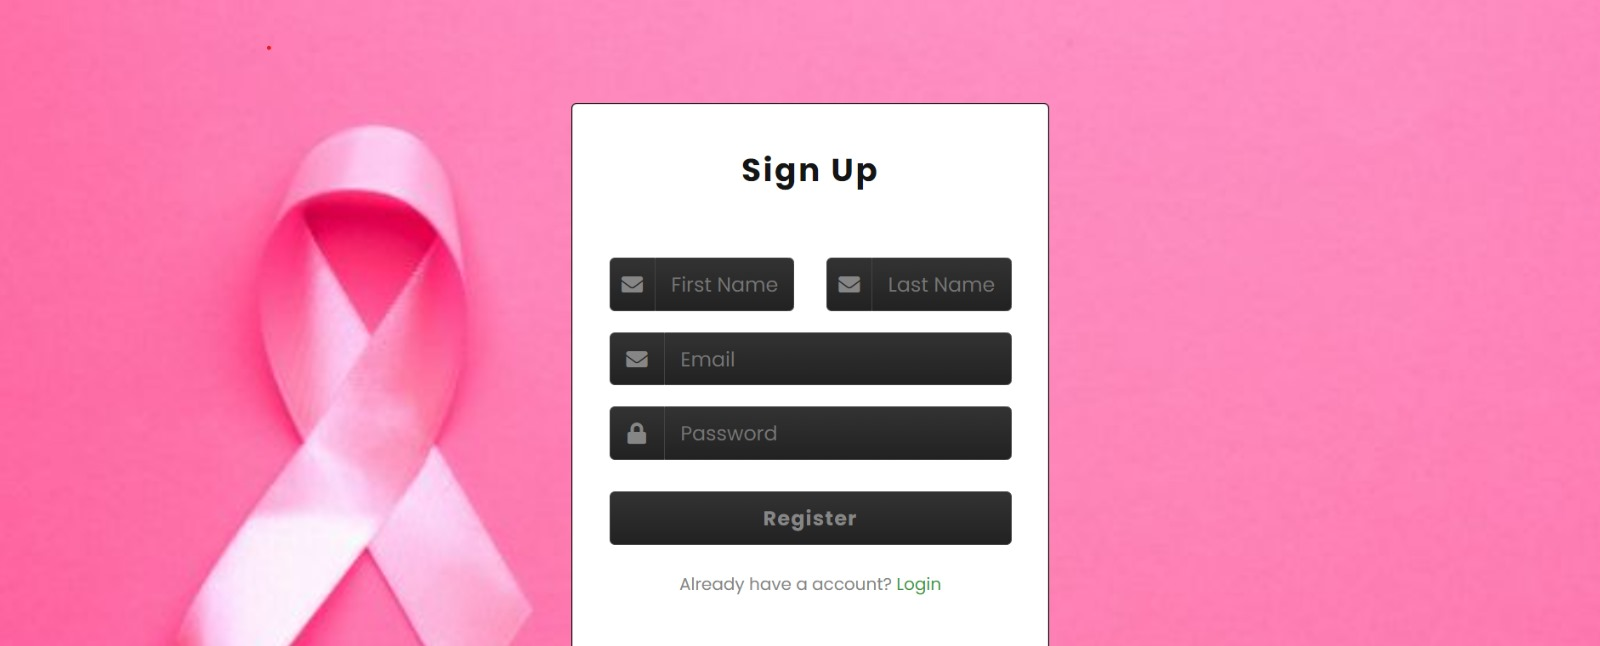 Sign Up
First Name
Last Name
Email
Password
Register
Already have a account? Login